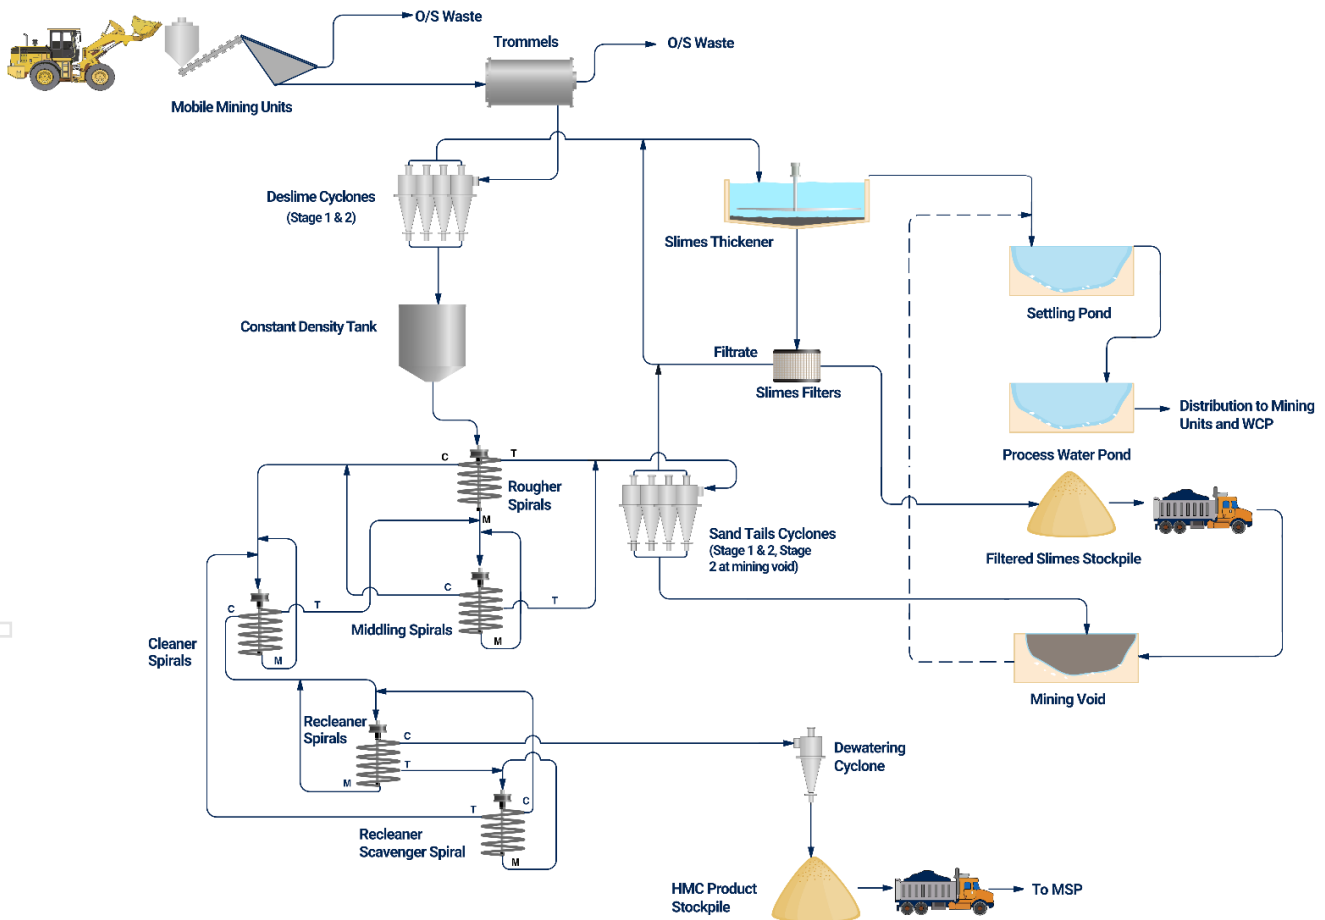 O/S Waste
Trommels
O/S Waste
Mobile Mining Units
Deslime Cyclones
(Stage 1 & 2)
Slimes Thickener
Settling Pond
Constant Density Tank
Filtrate
Slimes Filters
Distribution to Mining
Units and WCP
Process Water Pond
C
T
Rougher
Spirals
M
Sand Tails Cyclones
(Stage 1 & 2, Stage
2 at mining void)
Filtered Slimes Stockpile
C
T
Middling Spirals
M
C
T
Cleaner
Spirals
M
Mining Void
Recleaner
Spirals
C
T
M
Dewatering
Cyclone
T
C
Recleaner
Scavenger Spiral
M
HMC Product
Stockpile
To MSP